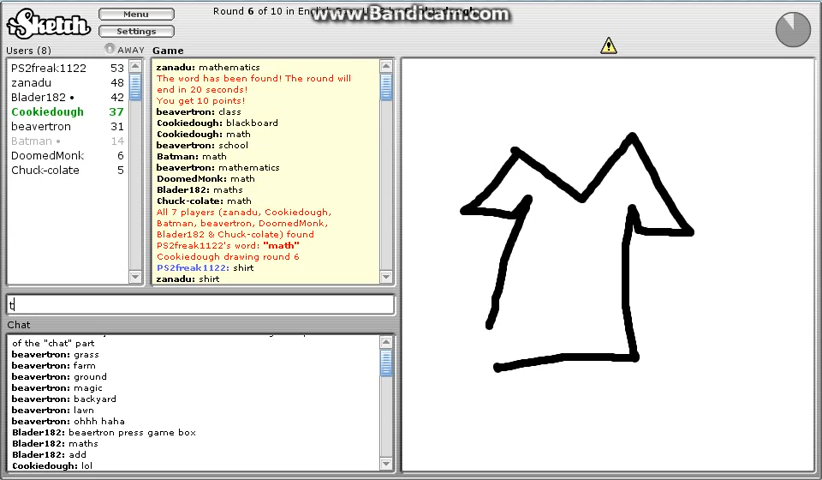 www.Bandicam.com
Round 6 of 10 in English
iSketch
Menu
Settings
Users (8)
AWAY
PS2freak1122 53
zanadu 48
Blader182 • 42
Cookiedough 37
beavertron 31
Batman • 14
DoomedMonk 6
Chuck-colate 5
Game
zanadu: mathematics
The word has been found! The round will
end in 20 seconds!
You get 10 points!
beavertron: class
Cookiedough: blackboard
Cookiedough: math
beavertron: school
Batman: math
beavertron: mathematics
DoomedMonk: math
Blader182: maths
Chuck-colate: math
All 7 players (zanadu, Cookiedough,
Batman, beavertron, DoomedMonk,
Blader182 & Chuck-colate) found
PS2freak1122's word: "math"
Cookiedough drawing round 6
PS2freak1122: shirt
zanadu: shirt
t
Chat
of the "chat" part
beavertron: grass
beavertron: farm
beavertron: ground
beavertron: magic
beavertron: backyard
beavertron: lawn
beavertron: ohhh haha
Blader182: beaertron press game box
Blader182: maths
Blader182: add
Cookiedough: lol